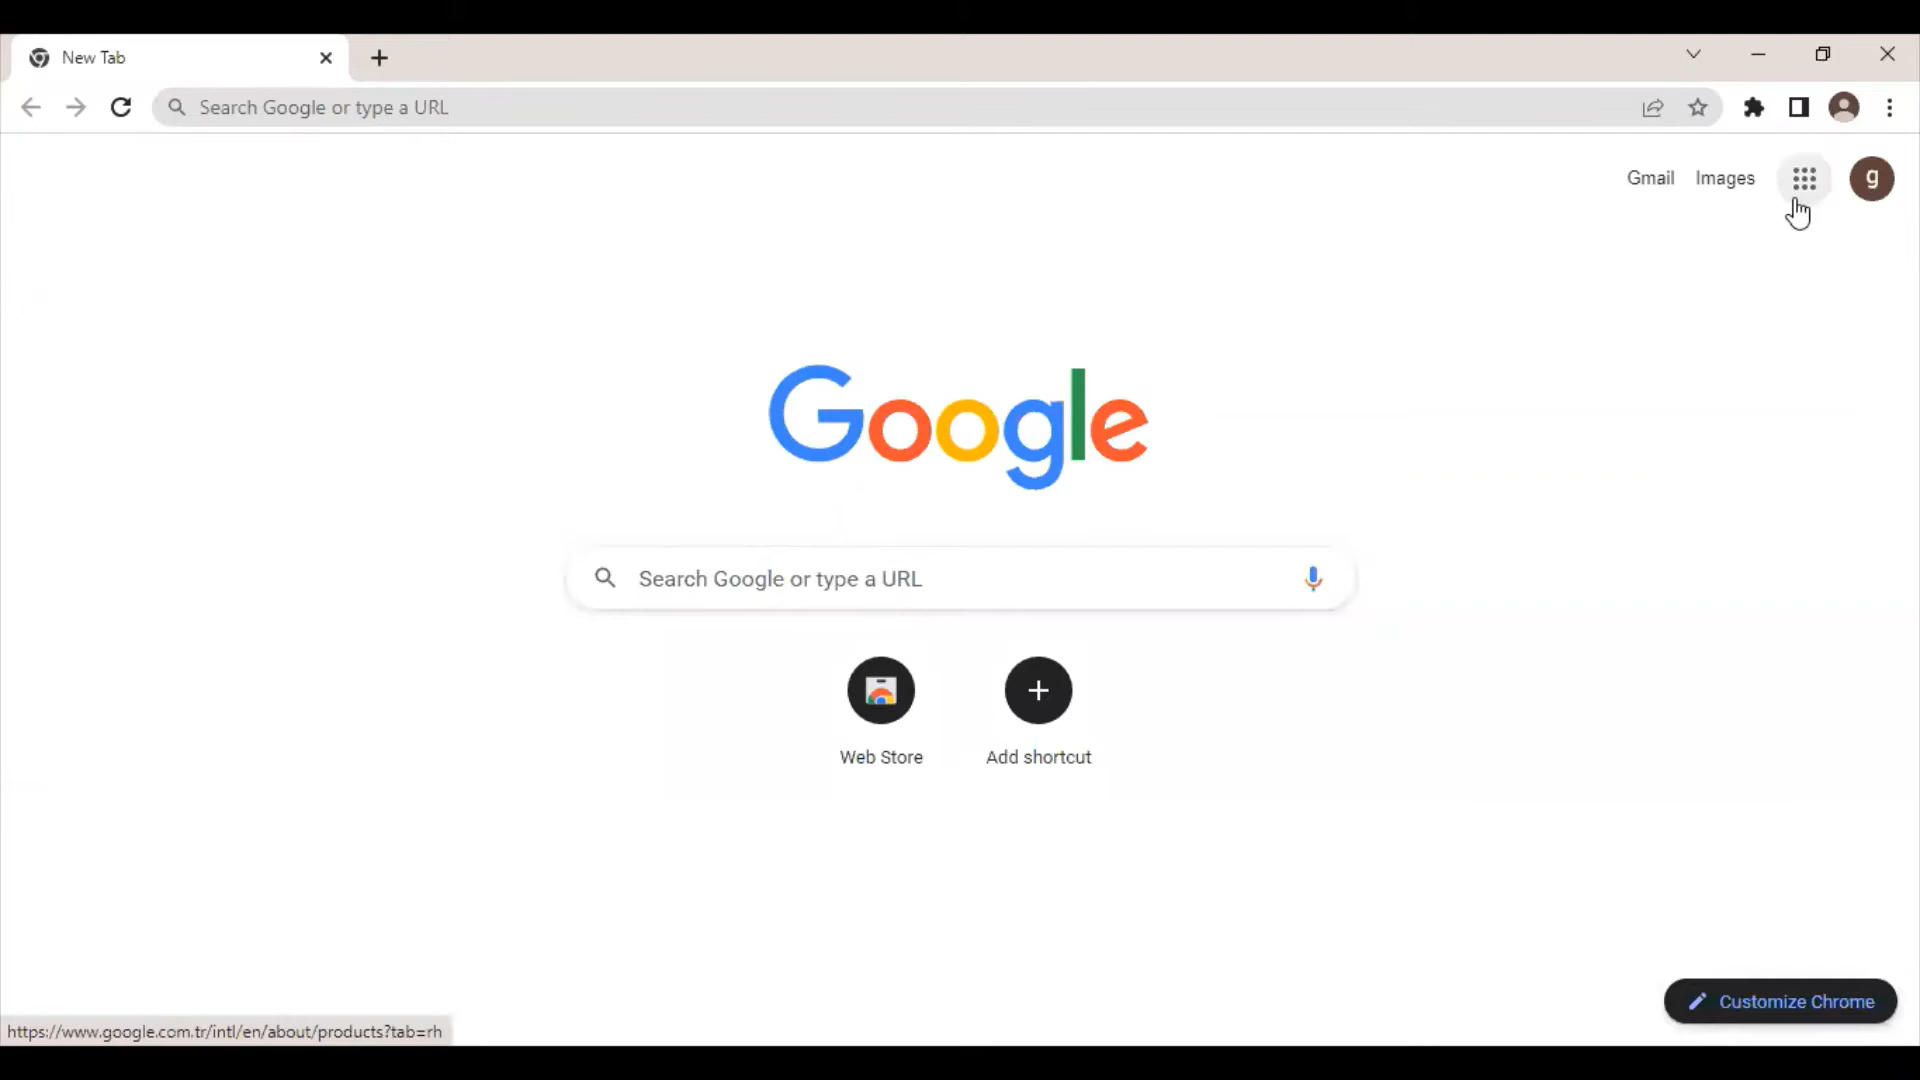 New Tab
Search Google or type a URL
Gmail Images g
Google
Search Google or type a URL
Web Store
Add shortcut
Customize Chrome
https://www.google.com.tr/intl/en/about/products?tab=rh